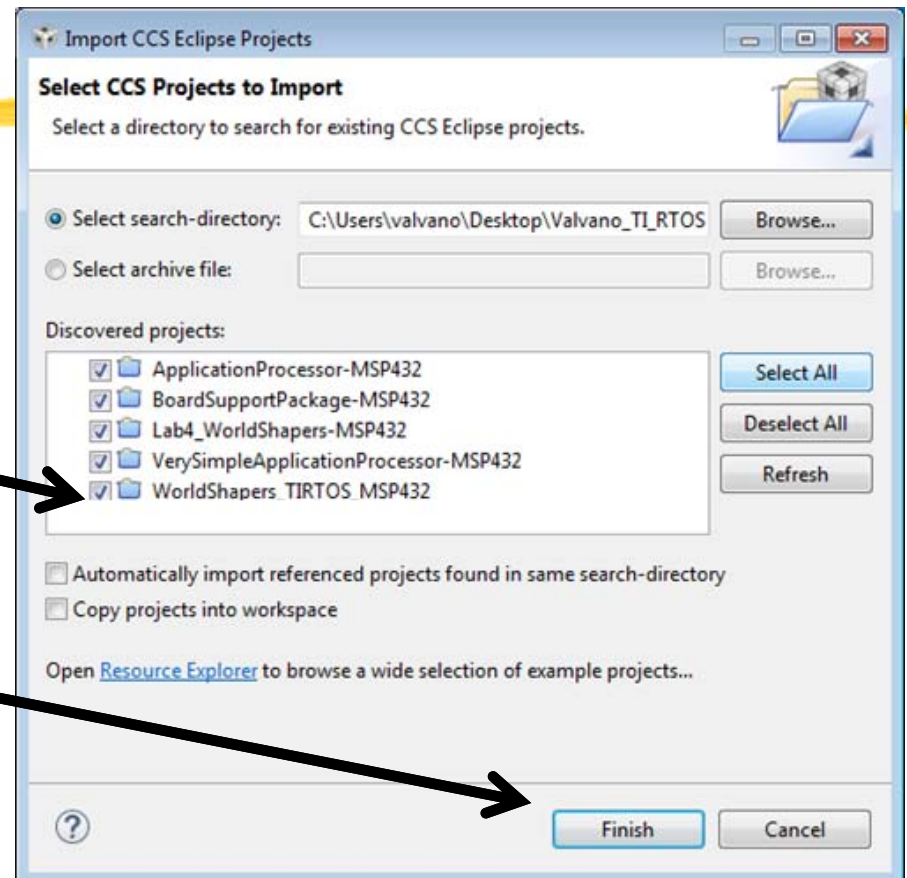 Import CCS Eclipse Projects
Select CCS Projects to Import
Select a directory to search for existing CCS Eclipse projects.
Select search-directory: C:\Users\valvano\Desktop\Valvano_TI_RTOS Browse...
Select archive file: Browse...
Discovered projects:
ApplicationProcessor-MSP432 Select All
BoardSupportPackage-MSP432
Lab4_WorldShapers-MSP432 Deselect All
VerySimpleApplicationProcessor-MSP432
WorldShapers_TIRTOS_MSP432 Refresh
Automatically import referenced projects found in same search-directory
Copy projects into workspace
Open Resource Explorer to browse a wide selection of example projects...
? Finish Cancel